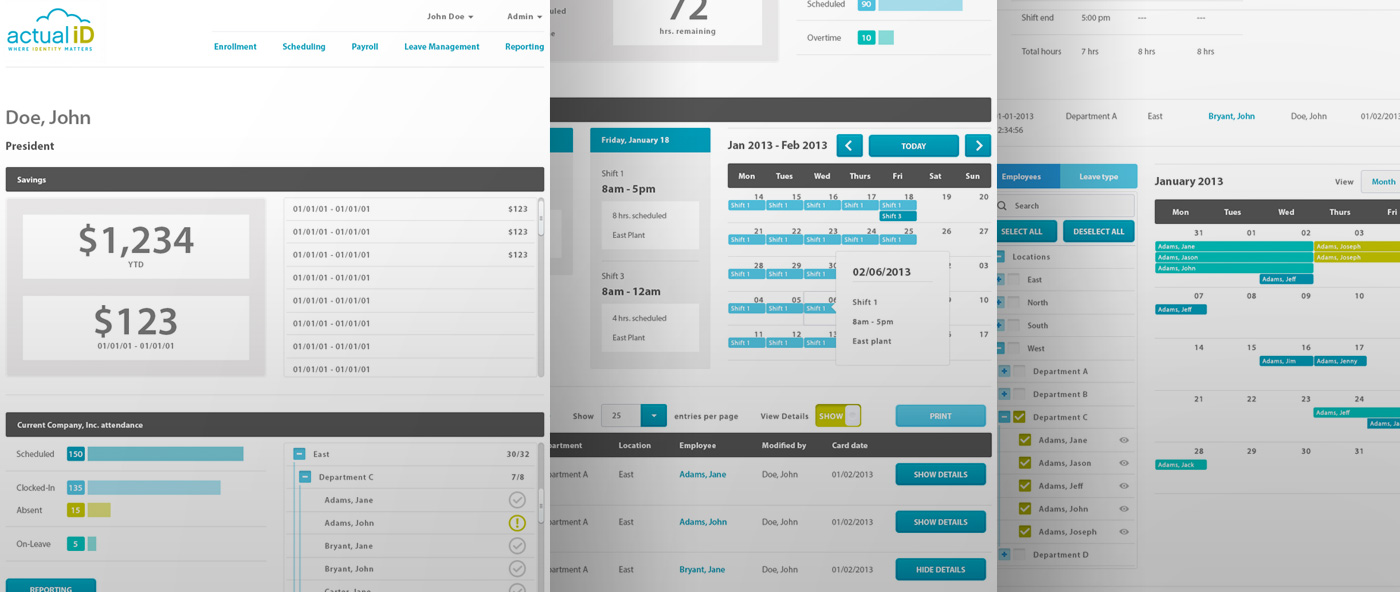 actual iD
WHERE IDENTITY MATTERS
John Doe Admin
Enrollment Scheduling Payroll Leave Management Reporting
Doe, John
President
Savings
$1,234
YTD
$123
01/01/01 - 01/01/01
01/01/01 - 01/01/01 $123
01/01/01 - 01/01/01 $123
01/01/01 - 01/01/01 $123
01/01/01 - 01/01/01
01/01/01 - 01/01/01
01/01/01 - 01/01/01
01/01/01 - 01/01/01
01/01/01 - 01/01/01
Current Company, Inc. attendance
Scheduled 150
Clocked-In 135
Absent 15
On-Leave 5
REPORTING
East 30/32
Department C 7/8
Adams, Jane
Adams, John
Bryant, Jane
Bryant, John
Carter, Jane
72
hrs. remaining
Scheduled 90
Overtime 10
Friday, January 18
Shift 1
8am - 5pm
8 hrs. scheduled
East Plant
Shift 3
8am - 12am
4 hrs. scheduled
East Plant
Jan 2013 - Feb 2013 TODAY
Mon Tues Wed Thurs Fri Sat Sun
14 15 16 17 18 19 20
Shift 1 Shift 1 Shift 1 Shift 1 Shift 1
Shift 3
21 22 23 24 25 26 27
Shift 1 Shift 1 Shift 1 Shift 1 Shift 1
28 29 30 03
Shift 1 Shift 1 Shift 1
04 05 06 10
Shift 1 Shift 1 Shift 1
11 12 13 17
Shift 1 Shift 1 Shift 1
02/06/2013
Shift 1
8am - 5pm
East plant
Show 25 entries per page View Details SHOW PRINT
Location Employee Modified by Card date
East Adams, Jane Doe, John 01/02/2013 SHOW DETAILS
East Adams, John Doe, John 01/02/2013 SHOW DETAILS
East Bryant, Jane Doe, John 01/02/2013 HIDE DETAILS
Shift end 5:00 pm --- ---
Total hours 7 hrs 8 hrs 8 hrs
1-01-2013 Department A East Bryant, John Doe, John 01/02/201
2:34:56
Employees Leave type
Search
SELECT ALL DESELECT ALL
Locations
East
North
South
West
Department A
Department B
Department C
Adams, Jane
Adams, Jason
Adams, Jeff
Adams, John
Adams, Joseph
Department D
January 2013 View Month
Mon Tues Wed Thurs Fri
31 01 02 03
Adams, Jane Adams, Joseph
Adams, Jason Adams, Joseph
Adams, John
Adams, Jeff
07 08 09 10
Adams, Jeff
14 15 16 17
Adams, Jim Adams, Jenny
21 22 23 24
Adams, Jeff
Adams, Ja
28 29 30 31
Adams, Jack